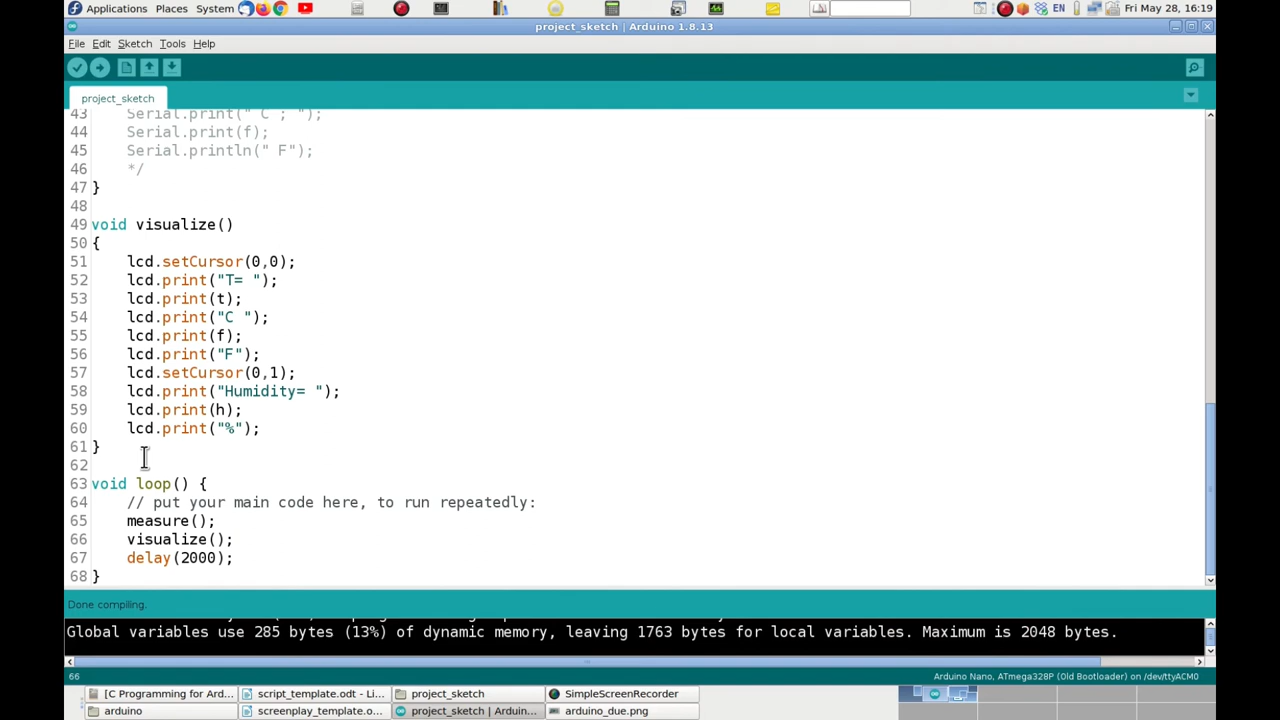 Applications Places System EN Fri May 28, 16:19
project_sketch | Arduino 1.8.13
File Edit Sketch Tools Help
project_sketch
43 Serial.print(" C ; ");
44 Serial.print(f);
45 Serial.println(" F");
46 */
47 }
48
49 void visualize()
50 {
51 lcd.setCursor(0,0);
52 lcd.print("T= ");
53 lcd.print(t);
54 lcd.print("C ");
55 lcd.print(f);
56 lcd.print("F");
57 lcd.setCursor(0,1);
58 lcd.print("Humidity= ");
59 lcd.print(h);
60 lcd.print("%");
61 }
62
63 void loop() {
64 // put your main code here, to run repeatedly:
65 measure();
66 visualize();
67 delay(2000);
68 }
Done compiling.
Global variables use 285 bytes (13%) of dynamic memory, leaving 1763 bytes for local variables. Maximum is 2048 bytes.
66 Arduino Nano, ATmega328P (Old Bootloader) on /dev/ttyACM0
[C Programming for Ard... script_template.odt - Li... project_sketch SimpleScreenRecorder
arduino screenplay_template.o... project_sketch | Arduin... arduino_due.png